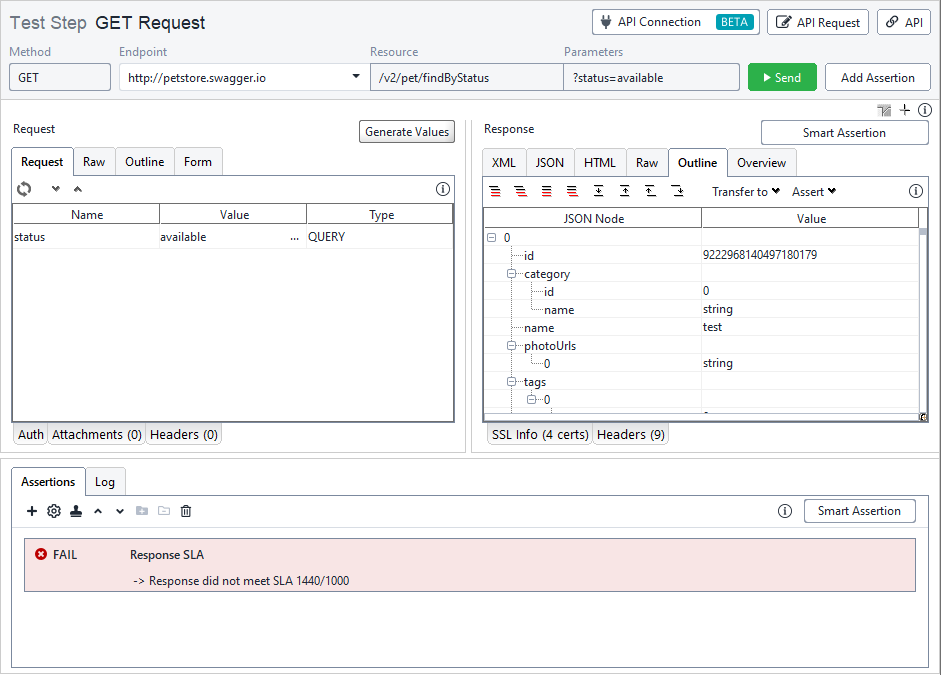 Test Step GET Request
API Connection BETA
API Request
API
Method Endpoint Resource Parameters
GET http://petstore.swagger.io /v2/pet/findByStatus ?status=available Send Add Assertion
Request
Generate Values
Request Raw Outline Form
Name Value Type
status available ... QUERY
Auth Attachments (0) Headers (0)
Response
Smart Assertion
XML JSON HTML Raw Outline Overview
Transfer to Assert
JSON Node Value
0
id 9222968140497180179
category
id 0
name string
name test
photoUrls
0 string
tags
0
SSL Info (4 certs) Headers (9)
Assertions Log
Smart Assertion
FAIL Response SLA
-> Response did not meet SLA 1440/1000